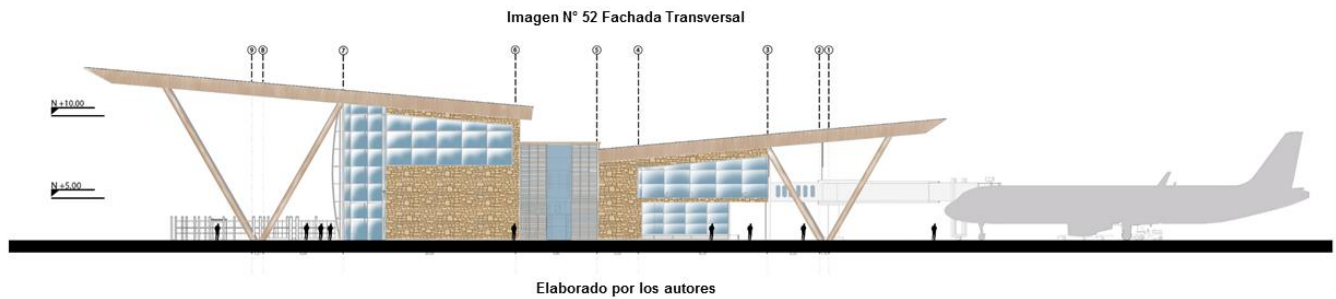 Imagen N° 52 Fachada Transversal
9 8 7 6 5 4 3 2 1
N +10.00
N +5.00
Elaborado por los autores